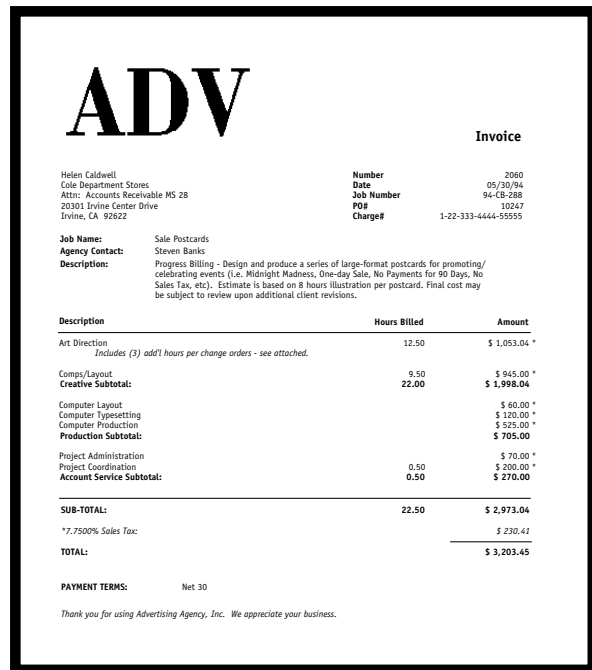 ADV
Invoice
Helen Caldwell Number 2060
Cole Department Stores Date 05/30/94
Attn: Accounts Receivable MS 28 Job Number 94-CB-288
20301 Irvine Center Drive PO# 10247
Irvine, CA 92622 Charge# 1-22-333-4444-55555
Job Name: Sale Postcards
Agency Contact: Steven Banks
Description: Progress Billing - Design and produce a series of large-format postcards for promoting/
celebrating events (i.e. Midnight Madness, One-day Sale, No Payments for 90 Days, No
Sales Tax, etc). Estimate is based on 8 hours illustration per postcard. Final cost may
be subject to review upon additional client revisions.
Description Hours Billed Amount
Art Direction 12.50 $ 1,053.04 *
Includes (3) add'l hours per change orders - see attached.
Comps/Layout 9.50 $ 945.00 *
Creative Subtotal: 22.00 $ 1,998.04
Computer Layout $ 60.00 *
Computer Typesetting $ 120.00 *
Computer Production $ 525.00 *
Production Subtotal: $ 705.00
Project Administration $ 70.00 *
Project Coordination 0.50 $ 200.00 *
Account Service Subtotal: 0.50 $ 270.00
SUB-TOTAL: 22.50 $ 2,973.04
*7.7500% Sales Tax: $ 230.41
TOTAL: $ 3,203.45
PAYMENT TERMS: Net 30
Thank you for using Advertising Agency, Inc. We appreciate your business.